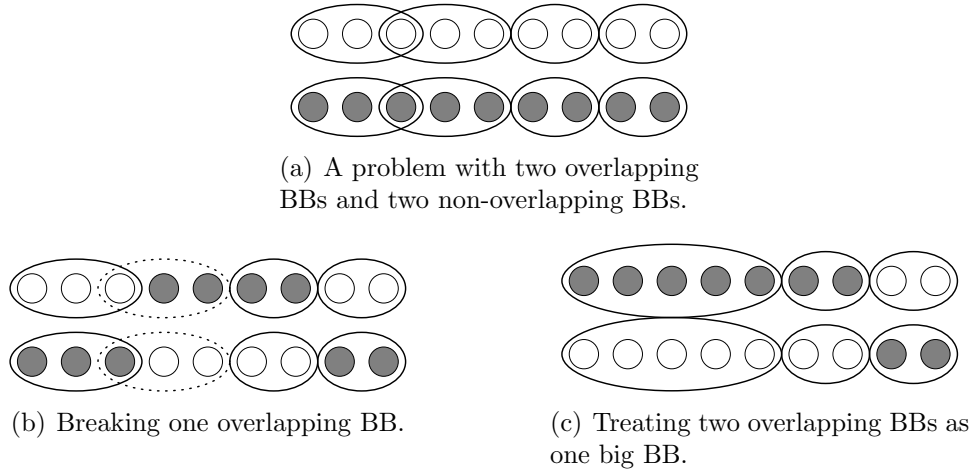 (a) A problem with two overlapping
BBs and two non-overlapping BBs.
(b) Breaking one overlapping BB.
(c) Treating two overlapping BBs as
one big BB.